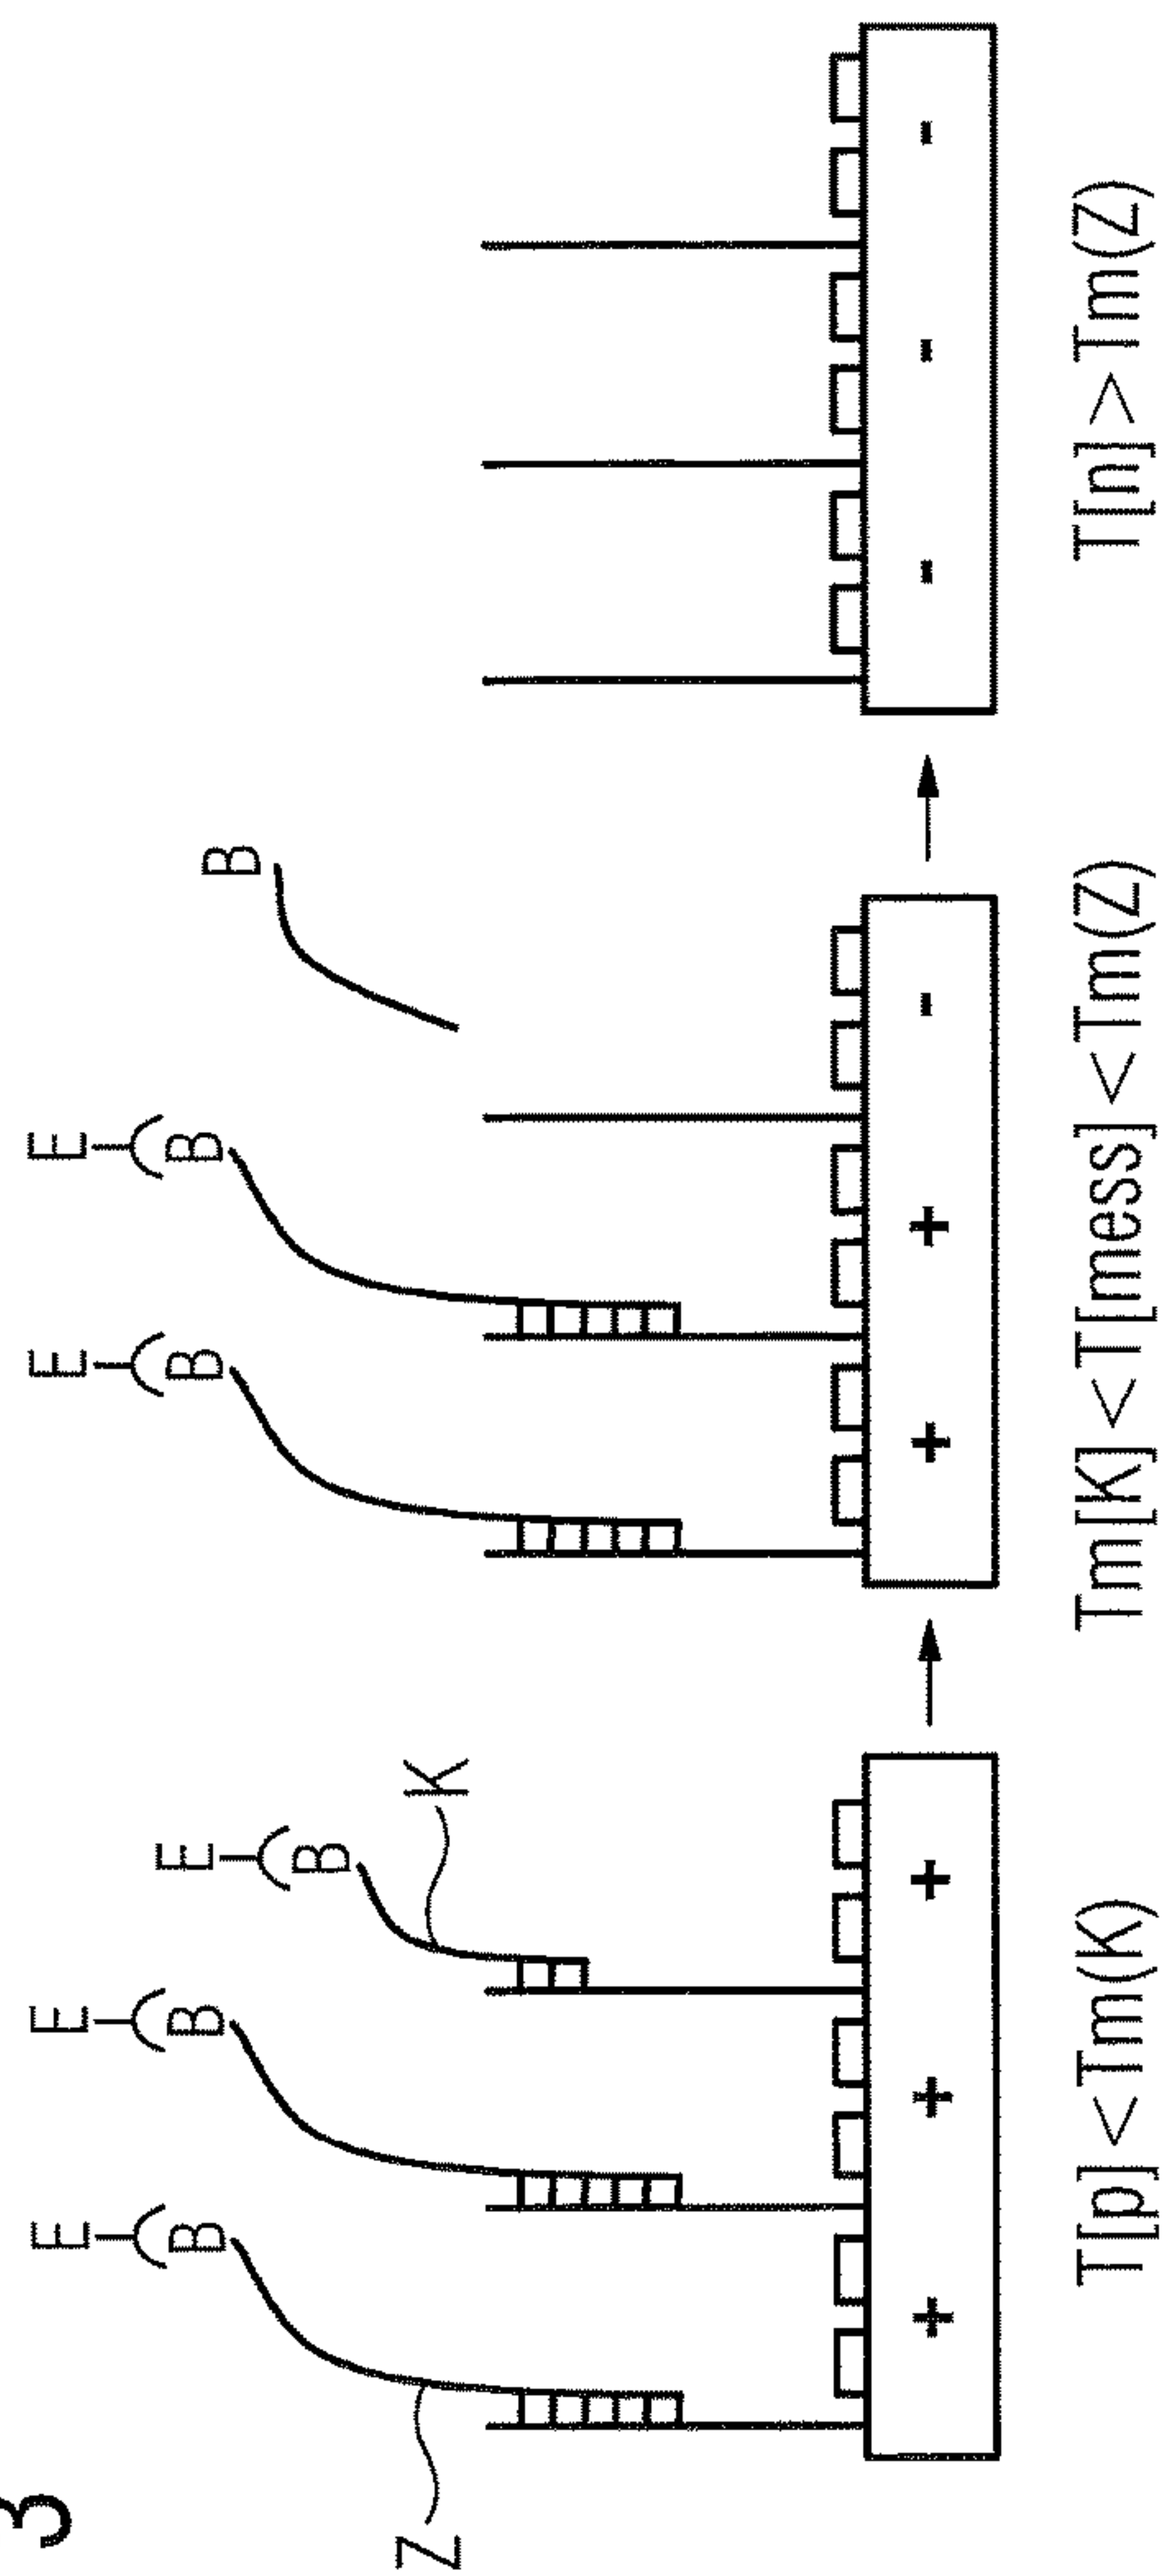 3
E E E
B B B
Z K
+ + +
T[p]<Tm(K)
E E
B B
B
+ + -
Tm[K]<T[mess]<Tm(Z)
- - -
T[n]>Tm(Z)